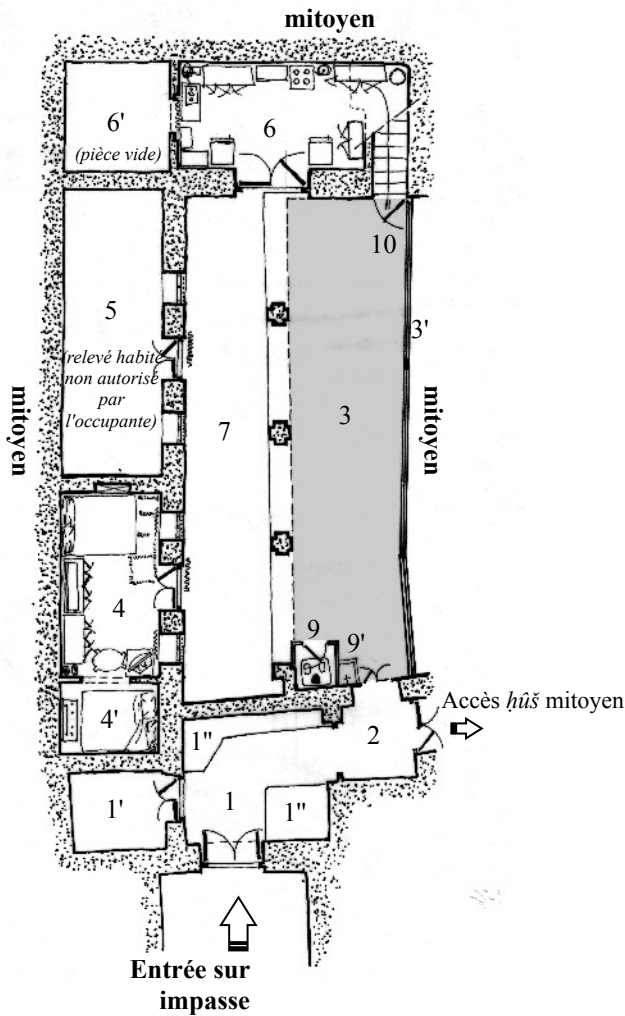 mitoyen
6'
(pièce vide)
6
10
5
3'
(relevé habité
non autorisé
par
l'occupante)
mitoyen
7
3
mitoyen
4
9
9'
4'
1"
2
Accès hûš mitoyen
1'
1
1"
Entrée sur
impasse